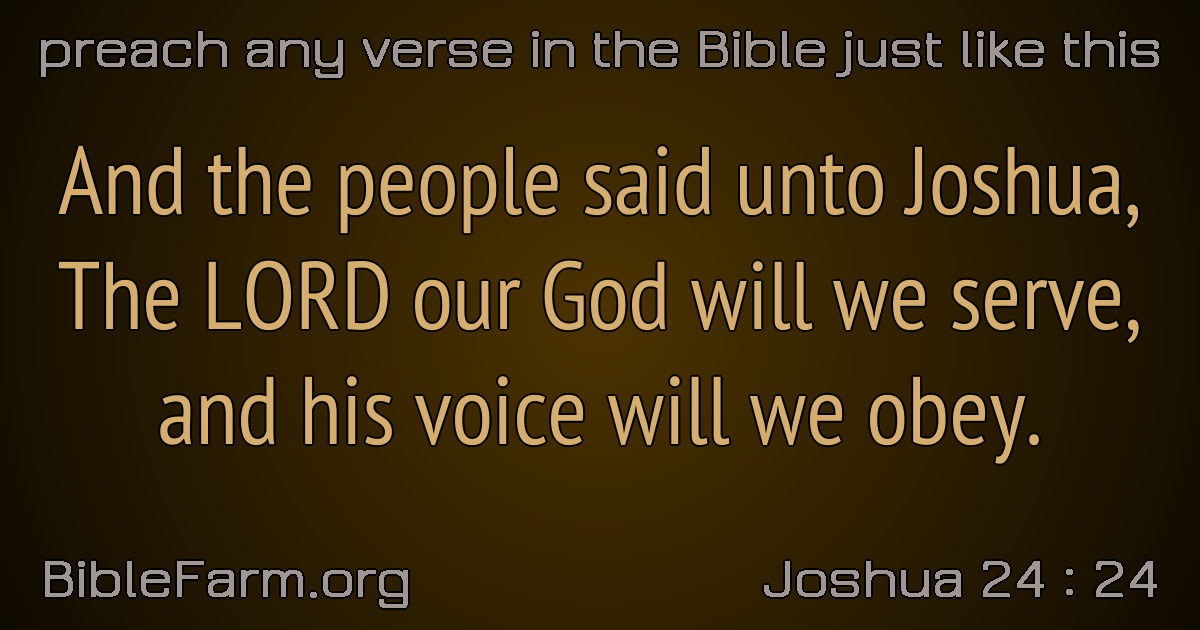 preach any verse in the Bible just like this
And the people said unto Joshua,
The LORD our God will we serve,
and his voice will we obey.
BibleFarm.org
Joshua 24 : 24